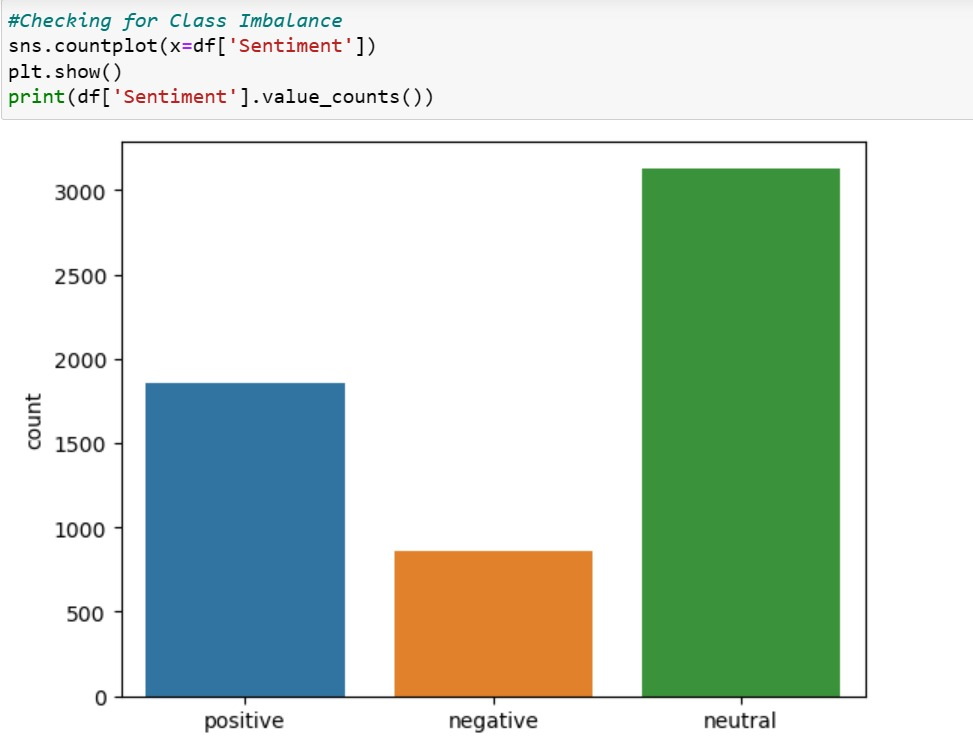 #Checking for Class Imbalance
sns.countplot(x=df['Sentiment'])
plt.show()
print(df['Sentiment'].value_counts())
3000
2500
2000
1500
1000
500
0
count
positive negative neutral